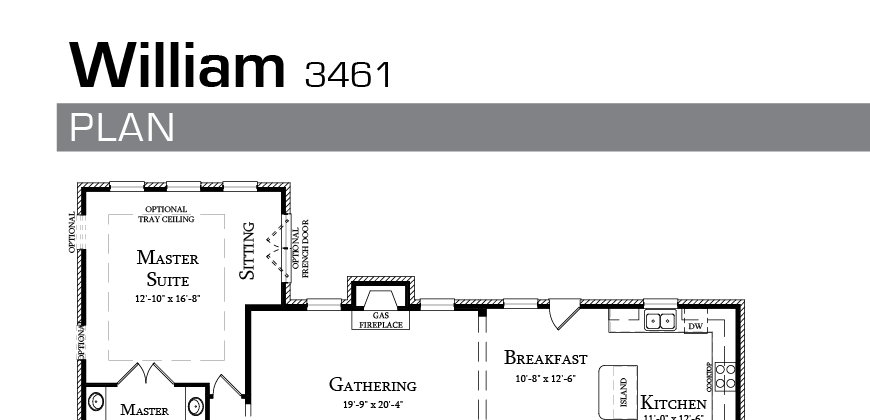 William 3461
PLAN
OPTIONAL
TRAY CEILING
OPTIONAL
SITTING
OPTIONAL
FRENCH DOOR
MASTER
SUITE
12'-10" x 16'-8"
GAS
FIREPLACE
DW
OPTIONAL
BREAKFAST
10'-8" x 12'-6"
COOKTOP
GATHERING
19'-9" x 20'-4"
ISLAND
KITCHEN
11'-0" x 12'-6"
MASTER